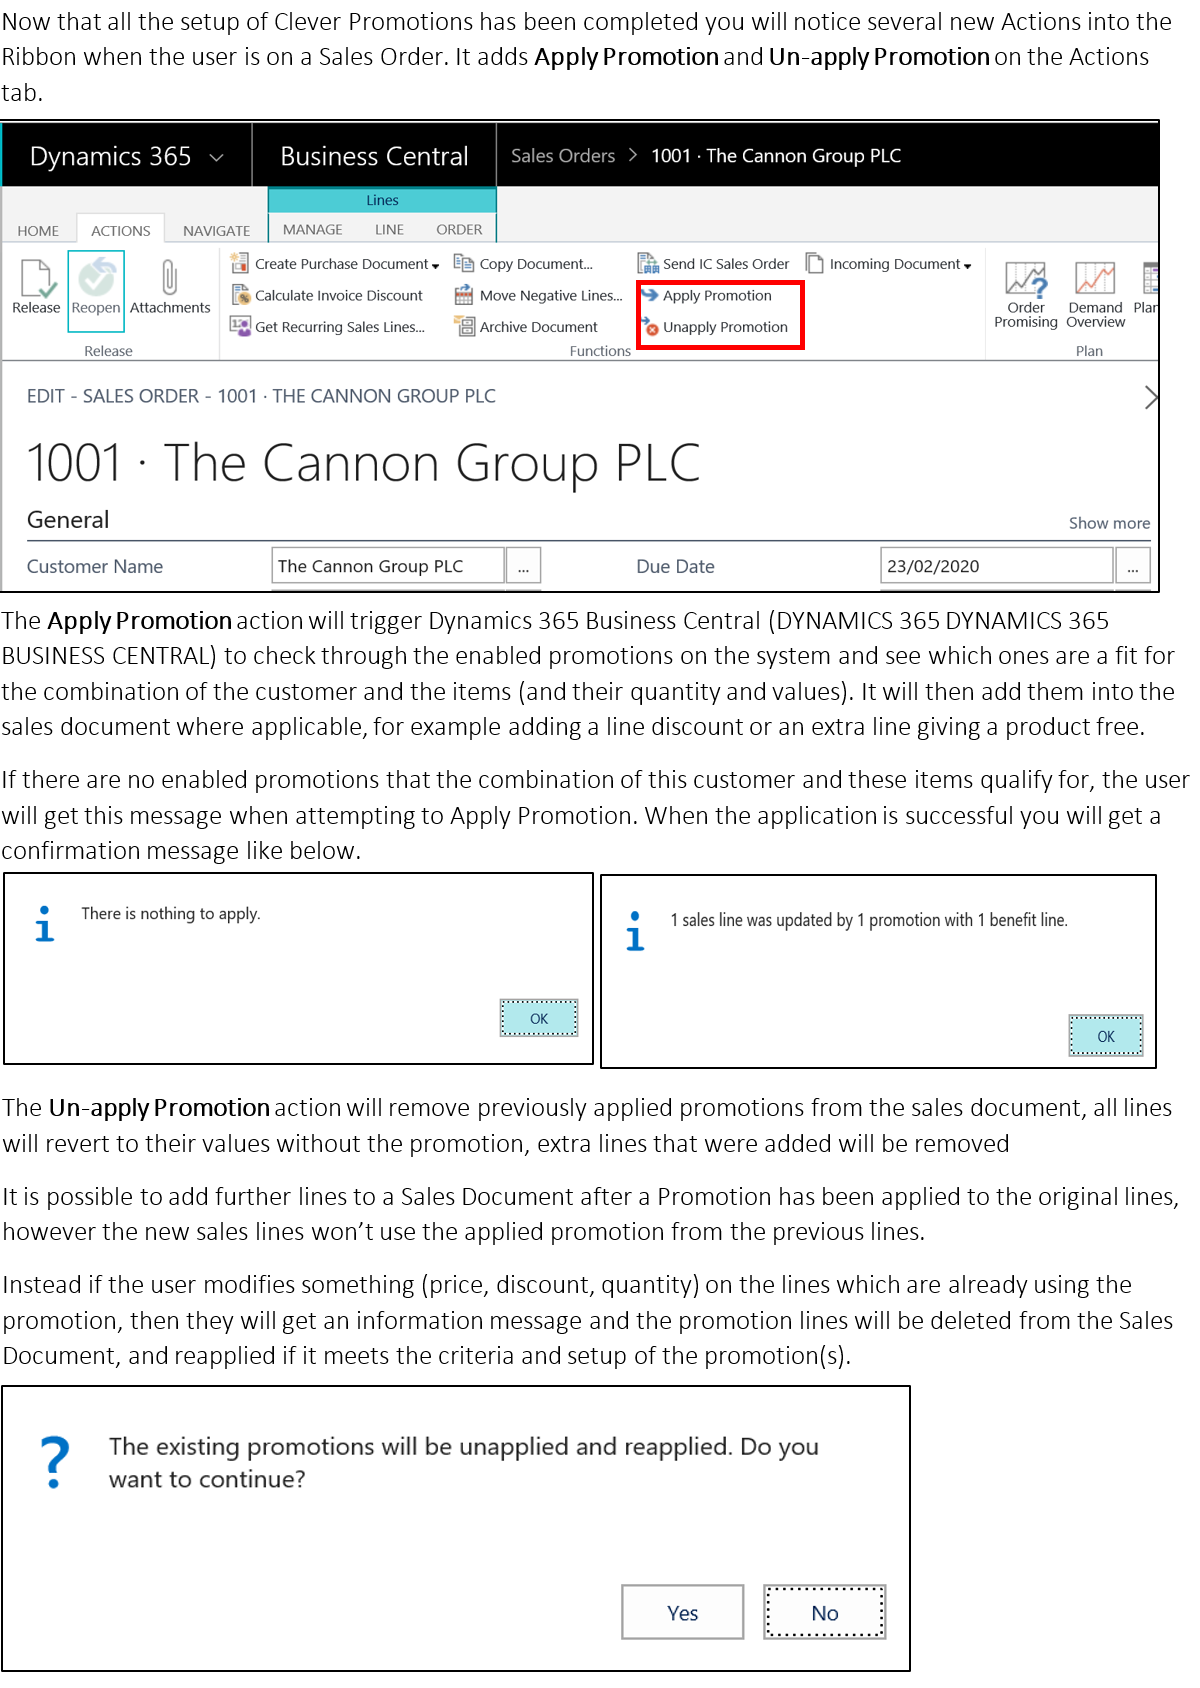 Now that all the setup of Clever Promotions has been completed you will notice several new Actions into the
Ribbon when the user is on a Sales Order. It adds Apply Promotion and Un-apply Promotion on the Actions
tab.
Dynamics 365 Business Central Sales Orders > 1001 · The Cannon Group PLC
Lines
HOME ACTIONS NAVIGATE MANAGE LINE ORDER
Create Purchase Document Copy Document... Send IC Sales Order Incoming Document
Calculate Invoice Discount Move Negative Lines... Apply Promotion
Release Reopen Attachments Order Promising Demand Overview
Get Recurring Sales Lines... Archive Document Unapply Promotion
Release Functions Plan
EDIT - SALES ORDER - 1001 · THE CANNON GROUP PLC
1001 · The Cannon Group PLC
General Show more
Customer Name The Cannon Group PLC ... Due Date 23/02/2020 ...
The Apply Promotion action will trigger Dynamics 365 Business Central (DYNAMICS 365 DYNAMICS 365
BUSINESS CENTRAL) to check through the enabled promotions on the system and see which ones are a fit for
the combination of the customer and the items (and their quantity and values). It will then add them into the
sales document where applicable, for example adding a line discount or an extra line giving a product free.
If there are no enabled promotions that the combination of this customer and these items qualify for, the user
will get this message when attempting to Apply Promotion. When the application is successful you will get a
confirmation message like below.
There is nothing to apply.
OK
1 sales line was updated by 1 promotion with 1 benefit line.
OK
The Un-apply Promotion action will remove previously applied promotions from the sales document, all lines
will revert to their values without the promotion, extra lines that were added will be removed
It is possible to add further lines to a Sales Document after a Promotion has been applied to the original lines,
however the new sales lines won’t use the applied promotion from the previous lines.
Instead if the user modifies something (price, discount, quantity) on the lines which are already using the
promotion, then they will get an information message and the promotion lines will be deleted from the Sales
Document, and reapplied if it meets the criteria and setup of the promotion(s).
The existing promotions will be unapplied and reapplied. Do you
want to continue?
Yes No